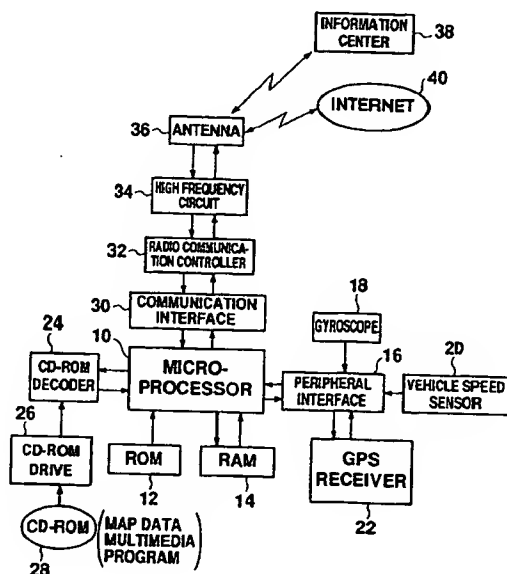 INFORMATION
CENTER
38
40
INTERNET
36
ANTENNA
34
HIGH FREQUENCY
CIRCUIT
32
RADIO COMMUNICA-
TION CONTROLLER
30
COMMUNICATION
INTERFACE
18
GYROSCOPE
24
10
16
20
CD-ROM
DECODER
MICRO-
PROCESSOR
PERIPHERAL
INTERFACE
VEHICLE SPEED
SENSOR
26
CD-ROM
DRIVE
ROM
12
RAM
14
GPS
RECEIVER
22
CD-ROM
28
(MAP DATA
MULTIMEDIA
PROGRAM)